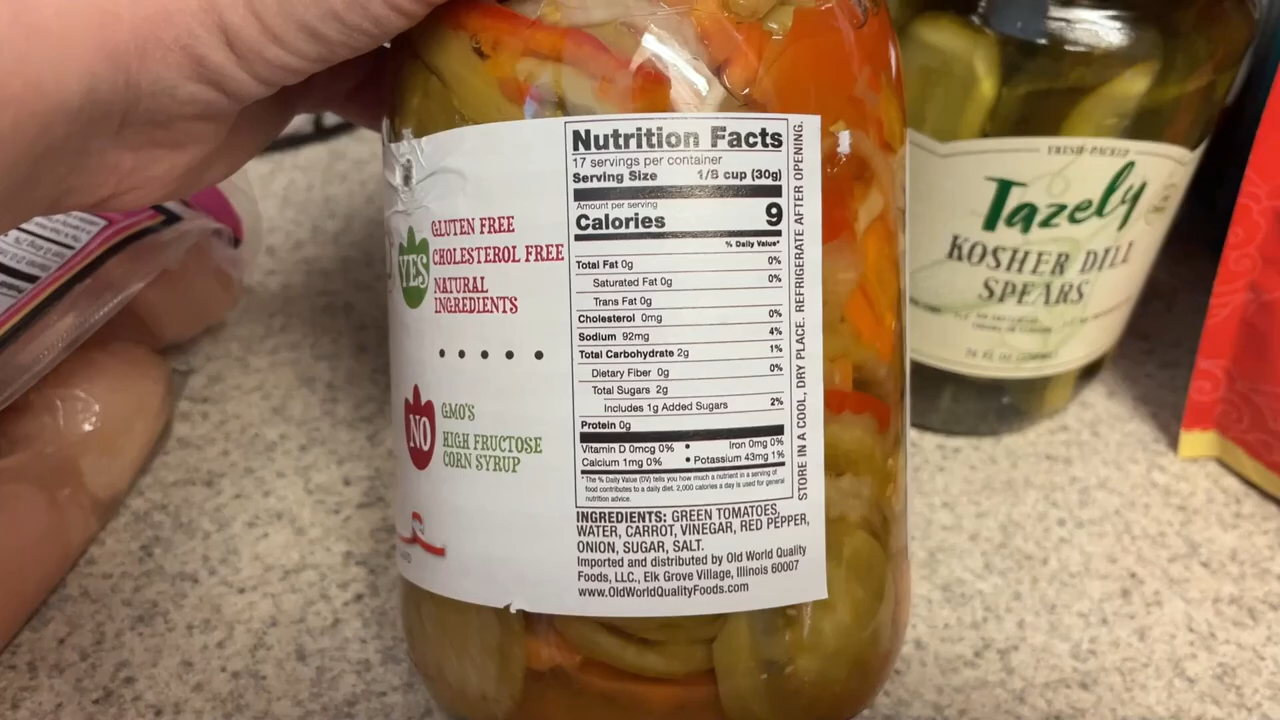 GLUTEN FREE
CHOLESTEROL FREE
YES
NATURAL
INGREDIENTS
NO
GMO'S
HIGH FRUCTOSE
CORN SYRUP
Nutrition Facts
17 servings per container
Serving Size 1/8 cup (30g)
Amount per serving
Calories 9
% Daily Value*
Total Fat 0g 0%
Saturated Fat 0g 0%
Trans Fat 0g
Cholesterol 0mg 0%
Sodium 92mg 4%
Total Carbohydrate 2g 1%
Dietary Fiber 0g 0%
Total Sugars 2g
Includes 1g Added Sugars 2%
Protein 0g
Vitamin D 0mcg 0% • Iron 0mg 0%
Calcium 1mg 0% • Potassium 43mg 1%
* The % Daily Value (DV) tells you how much a nutrient in a serving of
food contributes to a daily diet. 2,000 calories a day is used for general
nutrition advice.
STORE IN A COOL, DRY PLACE. REFRIGERATE AFTER OPENING.
INGREDIENTS: GREEN TOMATOES,
WATER, CARROT, VINEGAR, RED PEPPER,
ONION, SUGAR, SALT.
Imported and distributed by Old World Quality
Foods, LLC., Elk Grove Village, Illinois 60007
www.OldWorldQualityFoods.com
FRESH-PACKED
Tazely
KOSHER DILL
SPEARS